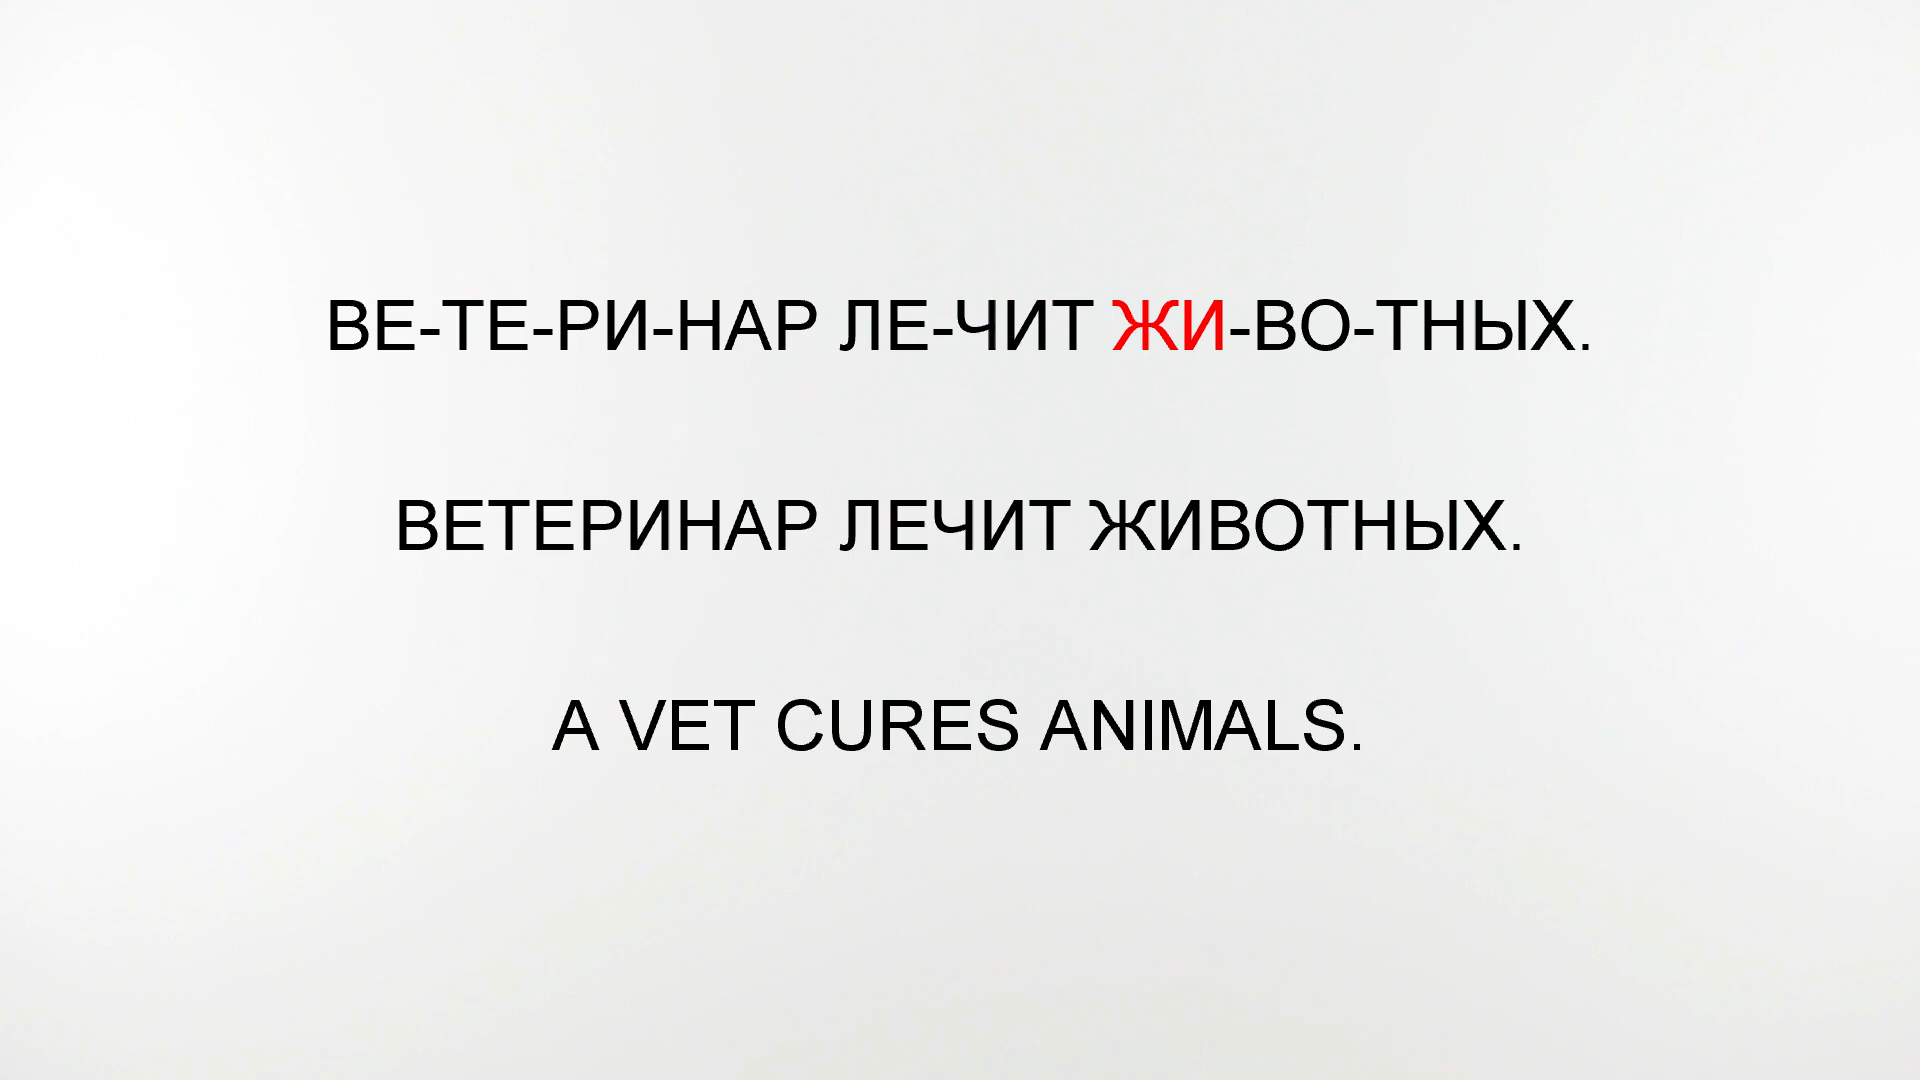 ВЕ-ТЕ-РИ-НАР ЛЕ-ЧИТ ЖИ-ВО-ТНЫХ.
ВЕТЕРИНАР ЛЕЧИТ ЖИВОТНЫХ.
A VET CURES ANIMALS.